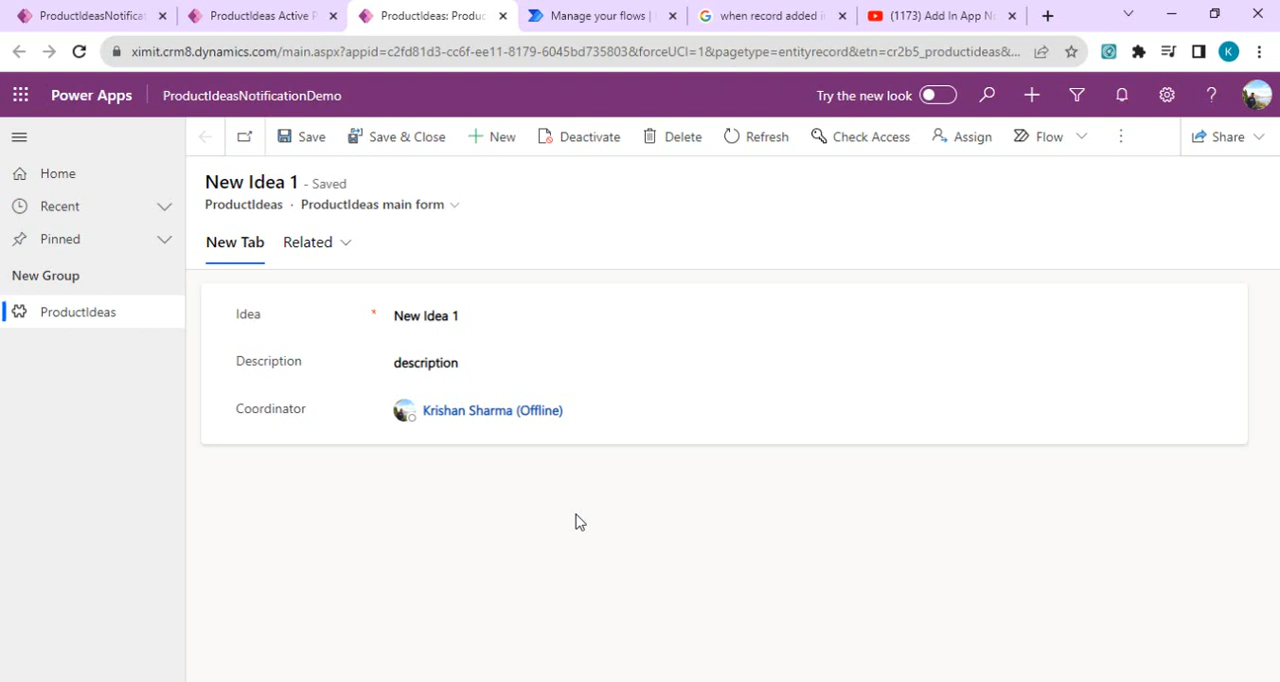 ProductIdeasNotificat
ProductIdeas Active P
ProductIdeas: Produc
Manage your flows |
when record added i
(1173) Add In App No
ximit.crm8.dynamics.com/main.aspx?appid=c2fd81d3-cc6f-ee11-8179-6045bd735803&forceUCI=1&pagetype=entityrecord&etn=cr2b5_productideas&...
K
Power Apps
ProductIdeasNotificationDemo
Try the new look
Save
Save & Close
New
Deactivate
Delete
Refresh
Check Access
Assign
Flow
Share
Home
Recent
Pinned
New Group
ProductIdeas
New Idea 1 - Saved
ProductIdeas · ProductIdeas main form
New Tab
Related
Idea * New Idea 1
Description description
Coordinator Krishan Sharma (Offline)